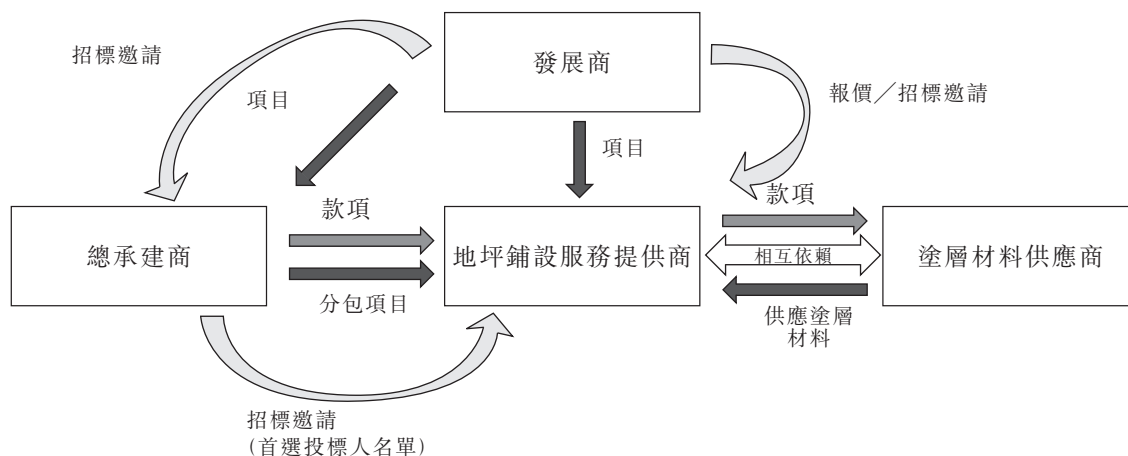 發展商
招標邀請
項目
報價／招標邀請
項目
款項
款項
總承建商
地坪鋪設服務提供商
相互依賴
塗層材料供應商
分包項目
供應塗層
材料
招標邀請
(首選投標人名單)